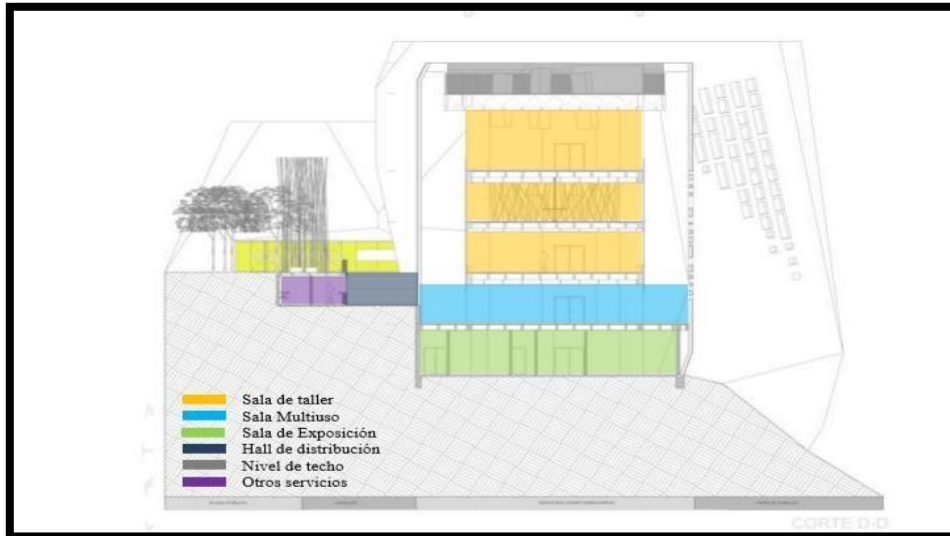 Sala de taller
Sala Multiuso
Sala de Exposición
Hall de distribución
Nivel de techo
Otros servicios
CORTE D-D